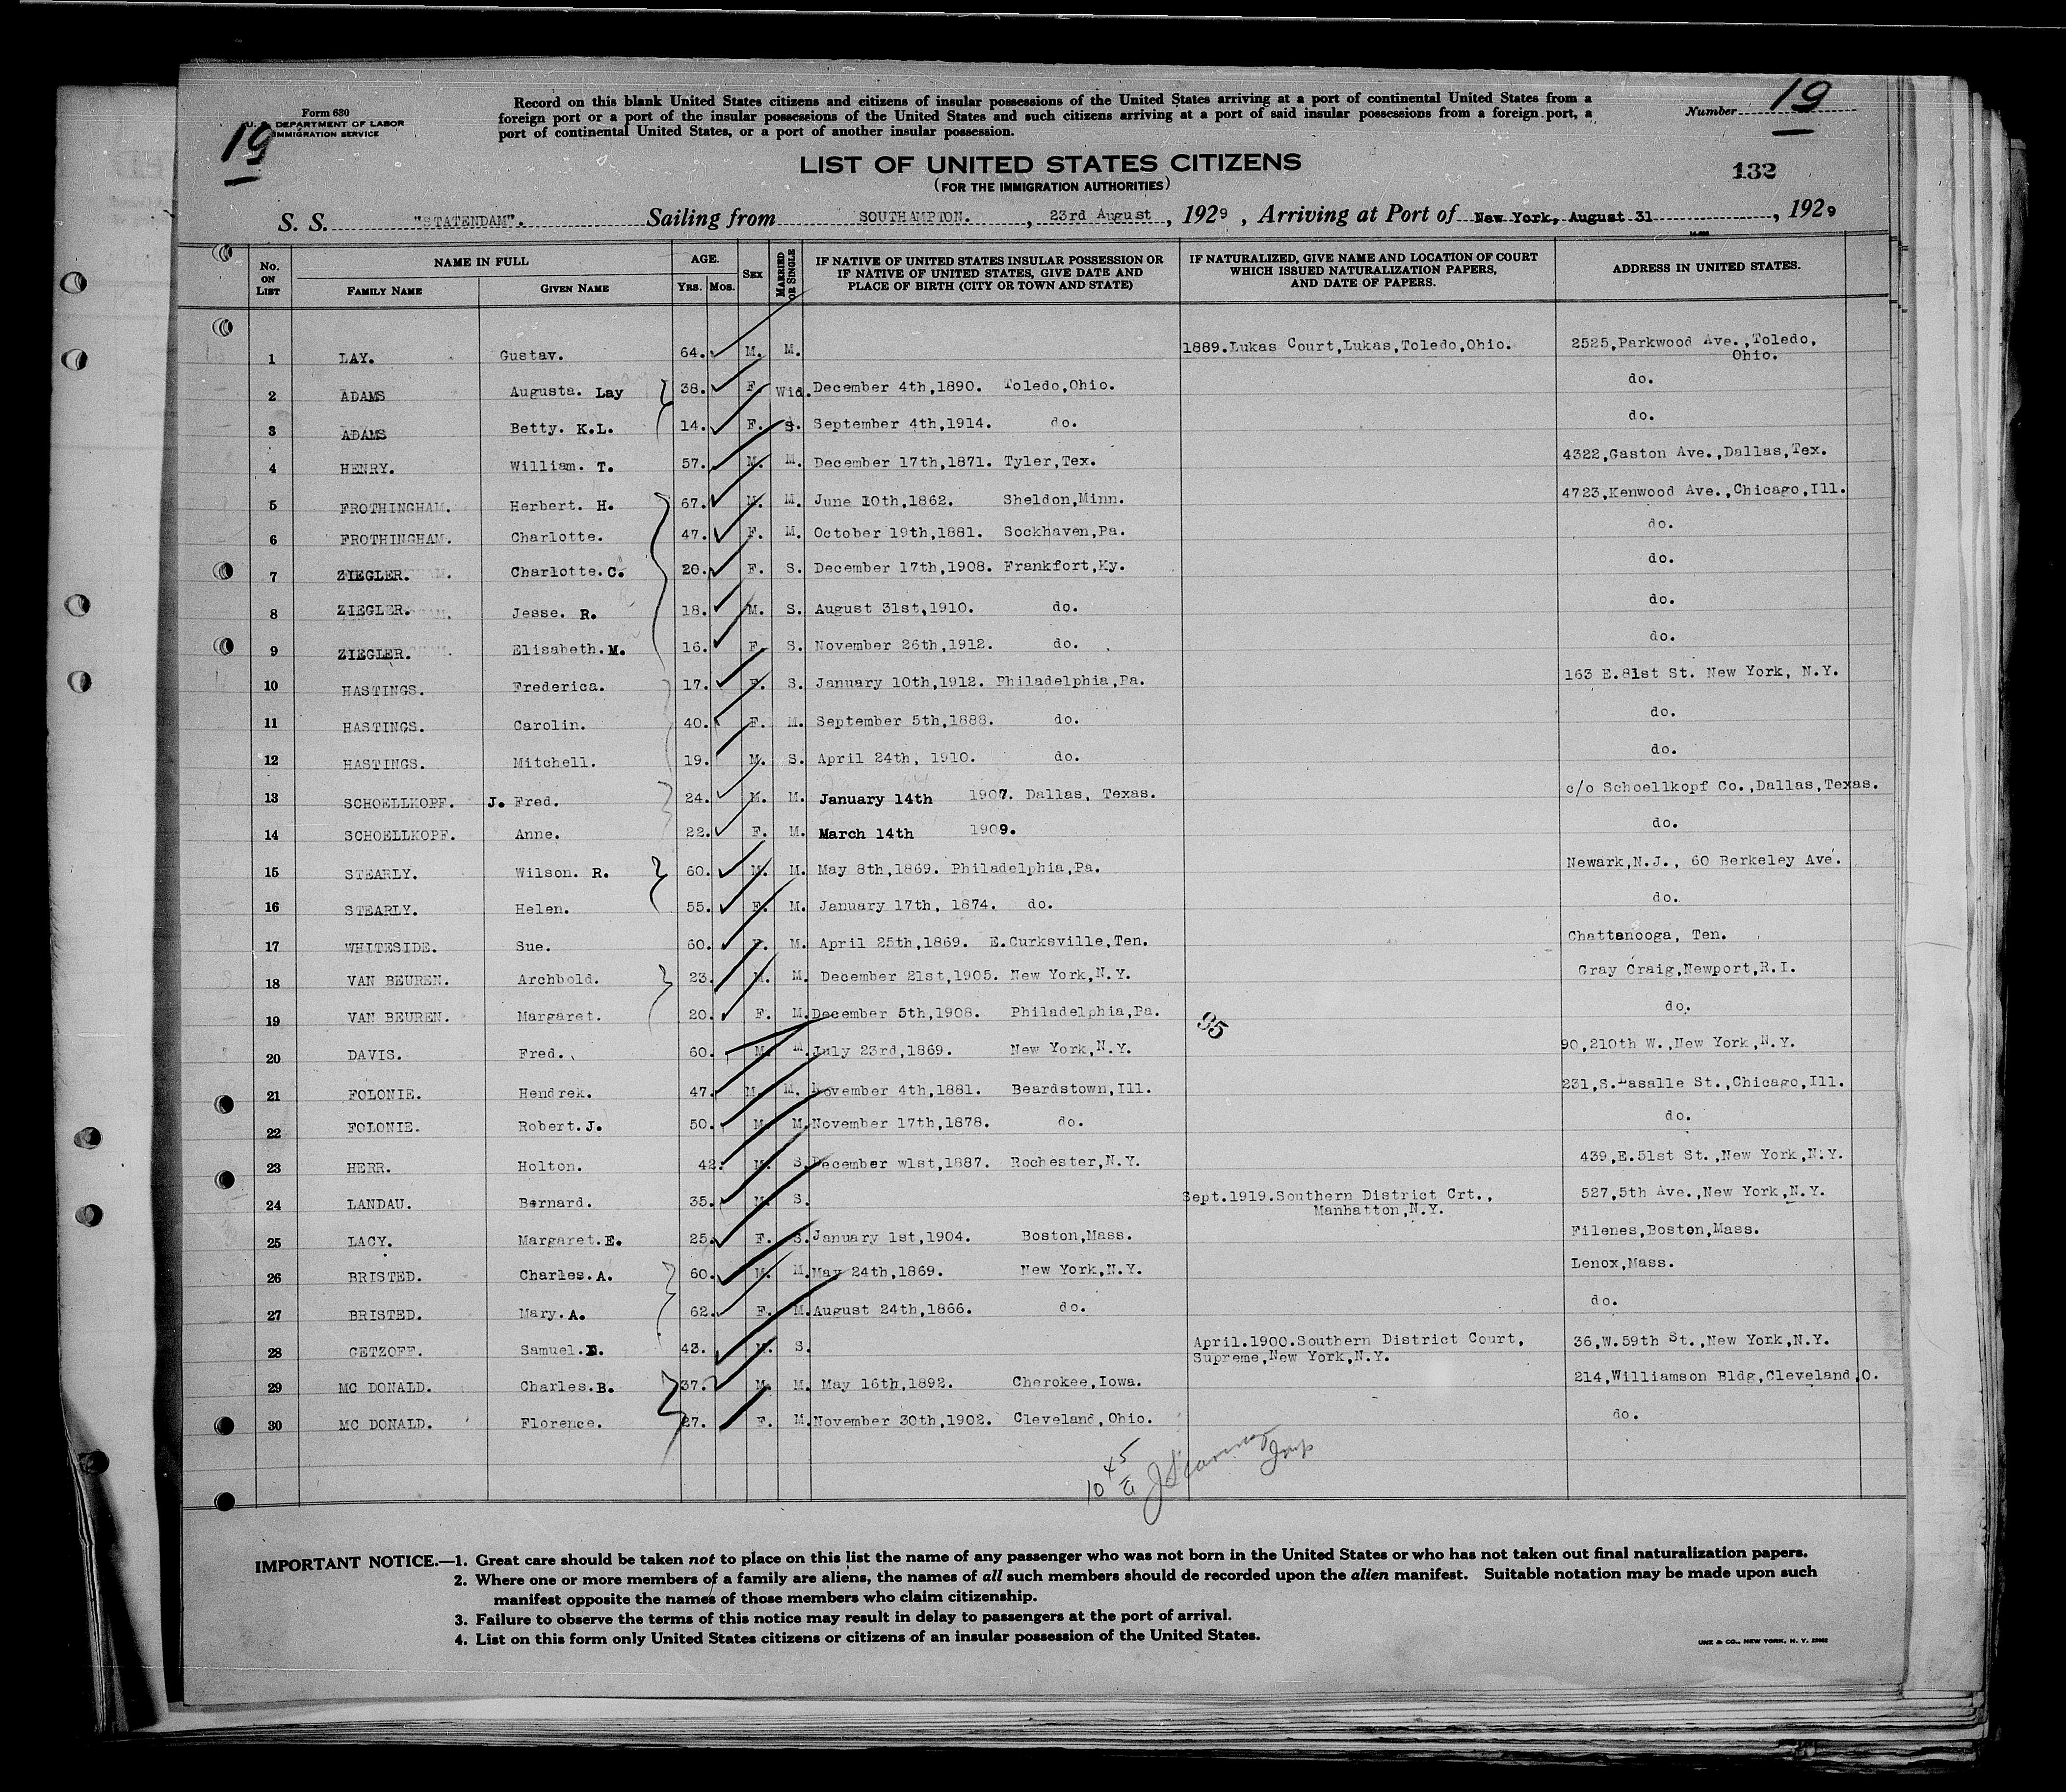 Form 630
U. S. DEPARTMENT OF LABOR
IMMIGRATION SERVICE
19
Record on this blank United States citizens and citizens of insular possessions of the United States arriving at a port of continental United States from a
foreign port or a port of the insular possessions of the United States and such citizens arriving at a port of said insular possessions from a foreign port, a
port of continental United States, or a port of another insular possession.
Number 19
LIST OF UNITED STATES CITIZENS
(FOR THE IMMIGRATION AUTHORITIES)
132
S. S. "STATENDAM". Sailing from SOUTHAMPTON. , 23rd August , 1929 , Arriving at Port of New York, August 31 , 1929
No. ON LIST NAME IN FULL FAMILY NAME GIVEN NAME AGE. YRS. MOS. SEX MARRIED OR SINGLE IF NATIVE OF UNITED STATES INSULAR POSSESSION OR IF NATIVE OF UNITED STATES, GIVE DATE AND PLACE OF BIRTH (CITY OR TOWN AND STATE) IF NATURALIZED, GIVE NAME AND LOCATION OF COURT WHICH ISSUED NATURALIZATION PAPERS, AND DATE OF PAPERS. ADDRESS IN UNITED STATES.
1 LAY. Gustav. 64. M. M. 1889.Lukas Court,Lukas,Toledo,Ohio. 2525,Parkwood Ave.,Toledo,
Ohio.
2 ADAMS Augusta. Lay 38. F. Wid. December 4th,1890. Toledo,Ohio. do.
3 ADAMS Betty. K.L. 14. F. S. September 4th,1914. do. do.
4 HENRY. William. T. 57. M. M. December 17th,1871. Tyler,Tex. 4322,Gaston Ave.,Dallas,Tex.
5 FROTHINGHAM. Herbert. H. 67. M. M. June 10th,1862. Sheldon,Minn. 4723,Kenwood Ave.,Chicago,Ill.
6 FROTHINGHAM. Charlotte. 47. F. M. October 19th,1881. Sockhaven,Pa. do.
7 ZIEGLER. Charlotte.C. 20. F. S. December 17th,1908. Frankfort,Ky. do.
8 ZIEGLER. Jesse. R. 18. M. S. August 31st,1910. do. do.
9 ZIEGLER. Elisabeth.M. 16. F. S. November 26th,1912. do. do.
10 HASTINGS. Frederica. 17. F. S. January 10th,1912. Philadelphia,Pa. 163 E.81st St. New York, N.Y.
11 HASTINGS. Carolin. 40. F. M. September 5th,1888. do. do.
12 HASTINGS. Mitchell. 19. M. S. April 24th, 1910. do. do.
13 SCHOELLKOPF. J. Fred. 24. M. M. January 14th 1907. Dallas, Texas. c/o Schoellkopf Co.,Dallas,Texas.
14 SCHOELLKOPF. Anne. 22. F. M. March 14th 1909. do.
15 STEARLY. Wilson. R. 60. M. M. May 8th,1869. Philadelphia,Pa. Newark,N.J., 60 Berkeley Ave.
16 STEARLY. Helen. 55. F. M. January 17th, 1874. do. do.
17 WHITESIDE. Sue. 60. F. M. April 25th,1869. E.Curksville,Ten. Chattanooga, Ten.
18 VAN BEUREN. Archbold. 23. M. M. December 21st,1905. New York,N.Y. Gray Craig,Newport,R.I.
19 VAN BEUREN. Margaret. 20. F. M. December 5th,1908. Philadelphia,Pa. do.
95
20 DAVIS. Fred. 60. M. M. July 23rd,1869. New York,N.Y. 90,210th W.,New York,N.Y.
21 FOLONIE. Hendrek. 47. M. M. November 4th,1881. Beardstown,Ill. 231,S.Lasalle St.,Chicago,Ill.
22 FOLONIE. Robert.J. 50. M. M. November 17th,1878. do. do.
23 HERR. Holton. 42. M. S. December w1st,1887. Rochester,N.Y. 439,E.51st St.,New York,N.Y.
24 LANDAU. Bernard. 35. M. S. Sept.1919.Southern District Crt., 527,5th Ave.,New York,N.Y.
Manhatton,N.Y.
25 LACY. Margaret.E. 25. F. S. January 1st,1904. Boston,Mass. Filenes,Boston,Mass.
26 BRISTED. Charles.A. 60. M. M. May 24th,1869. New York,N.Y. Lenox,Mass.
27 BRISTED. Mary.A. 62. F. M. August 24th,1866. do. do.
28 GETZOFF. Samuel. 43. M. S. April.1900.Southern District Court, 36,W.59th St.,New York,N.Y.
Supreme,New York,N.Y.
29 MC DONALD. Charles.B. 37. M. M. May 16th,1892. Cherokee,Iowa. 214,Williamson Bldg,Cleveland,O.
30 MC DONALD. Florence. 27. F. M. November 30th,1902. Cleveland,Ohio. do.
10 45
IMPORTANT NOTICE.—1. Great care should be taken not to place on this list the name of any passenger who was not born in the United States or who has not taken out final naturalization papers.
2. Where one or more members of a family are aliens, the names of all such members should de recorded upon the alien manifest. Suitable notation may be made upon such
manifest opposite the names of those members who claim citizenship.
3. Failure to observe the terms of this notice may result in delay to passengers at the port of arrival.
4. List on this form only United States citizens or citizens of an insular possession of the United States.
UNZ & CO., NEW YORK, N. Y.